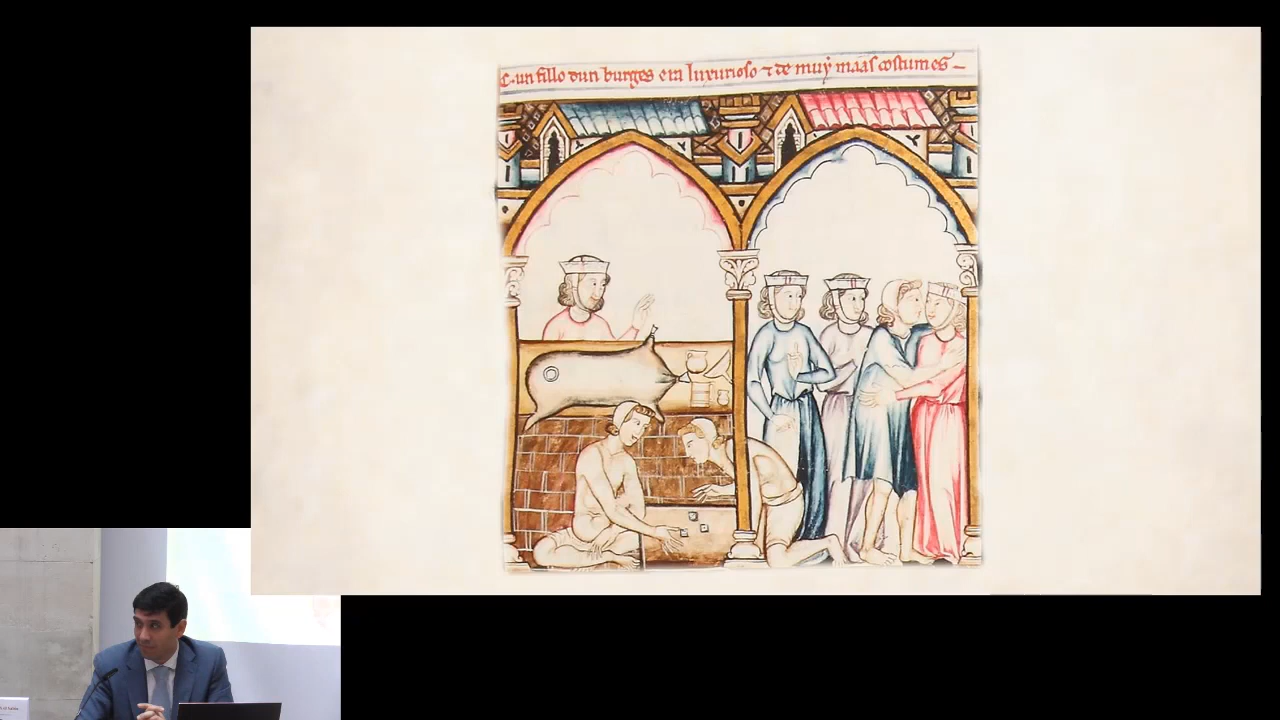 C. un fillo dun burges era luxurioso ⁊ de muy maas costumes